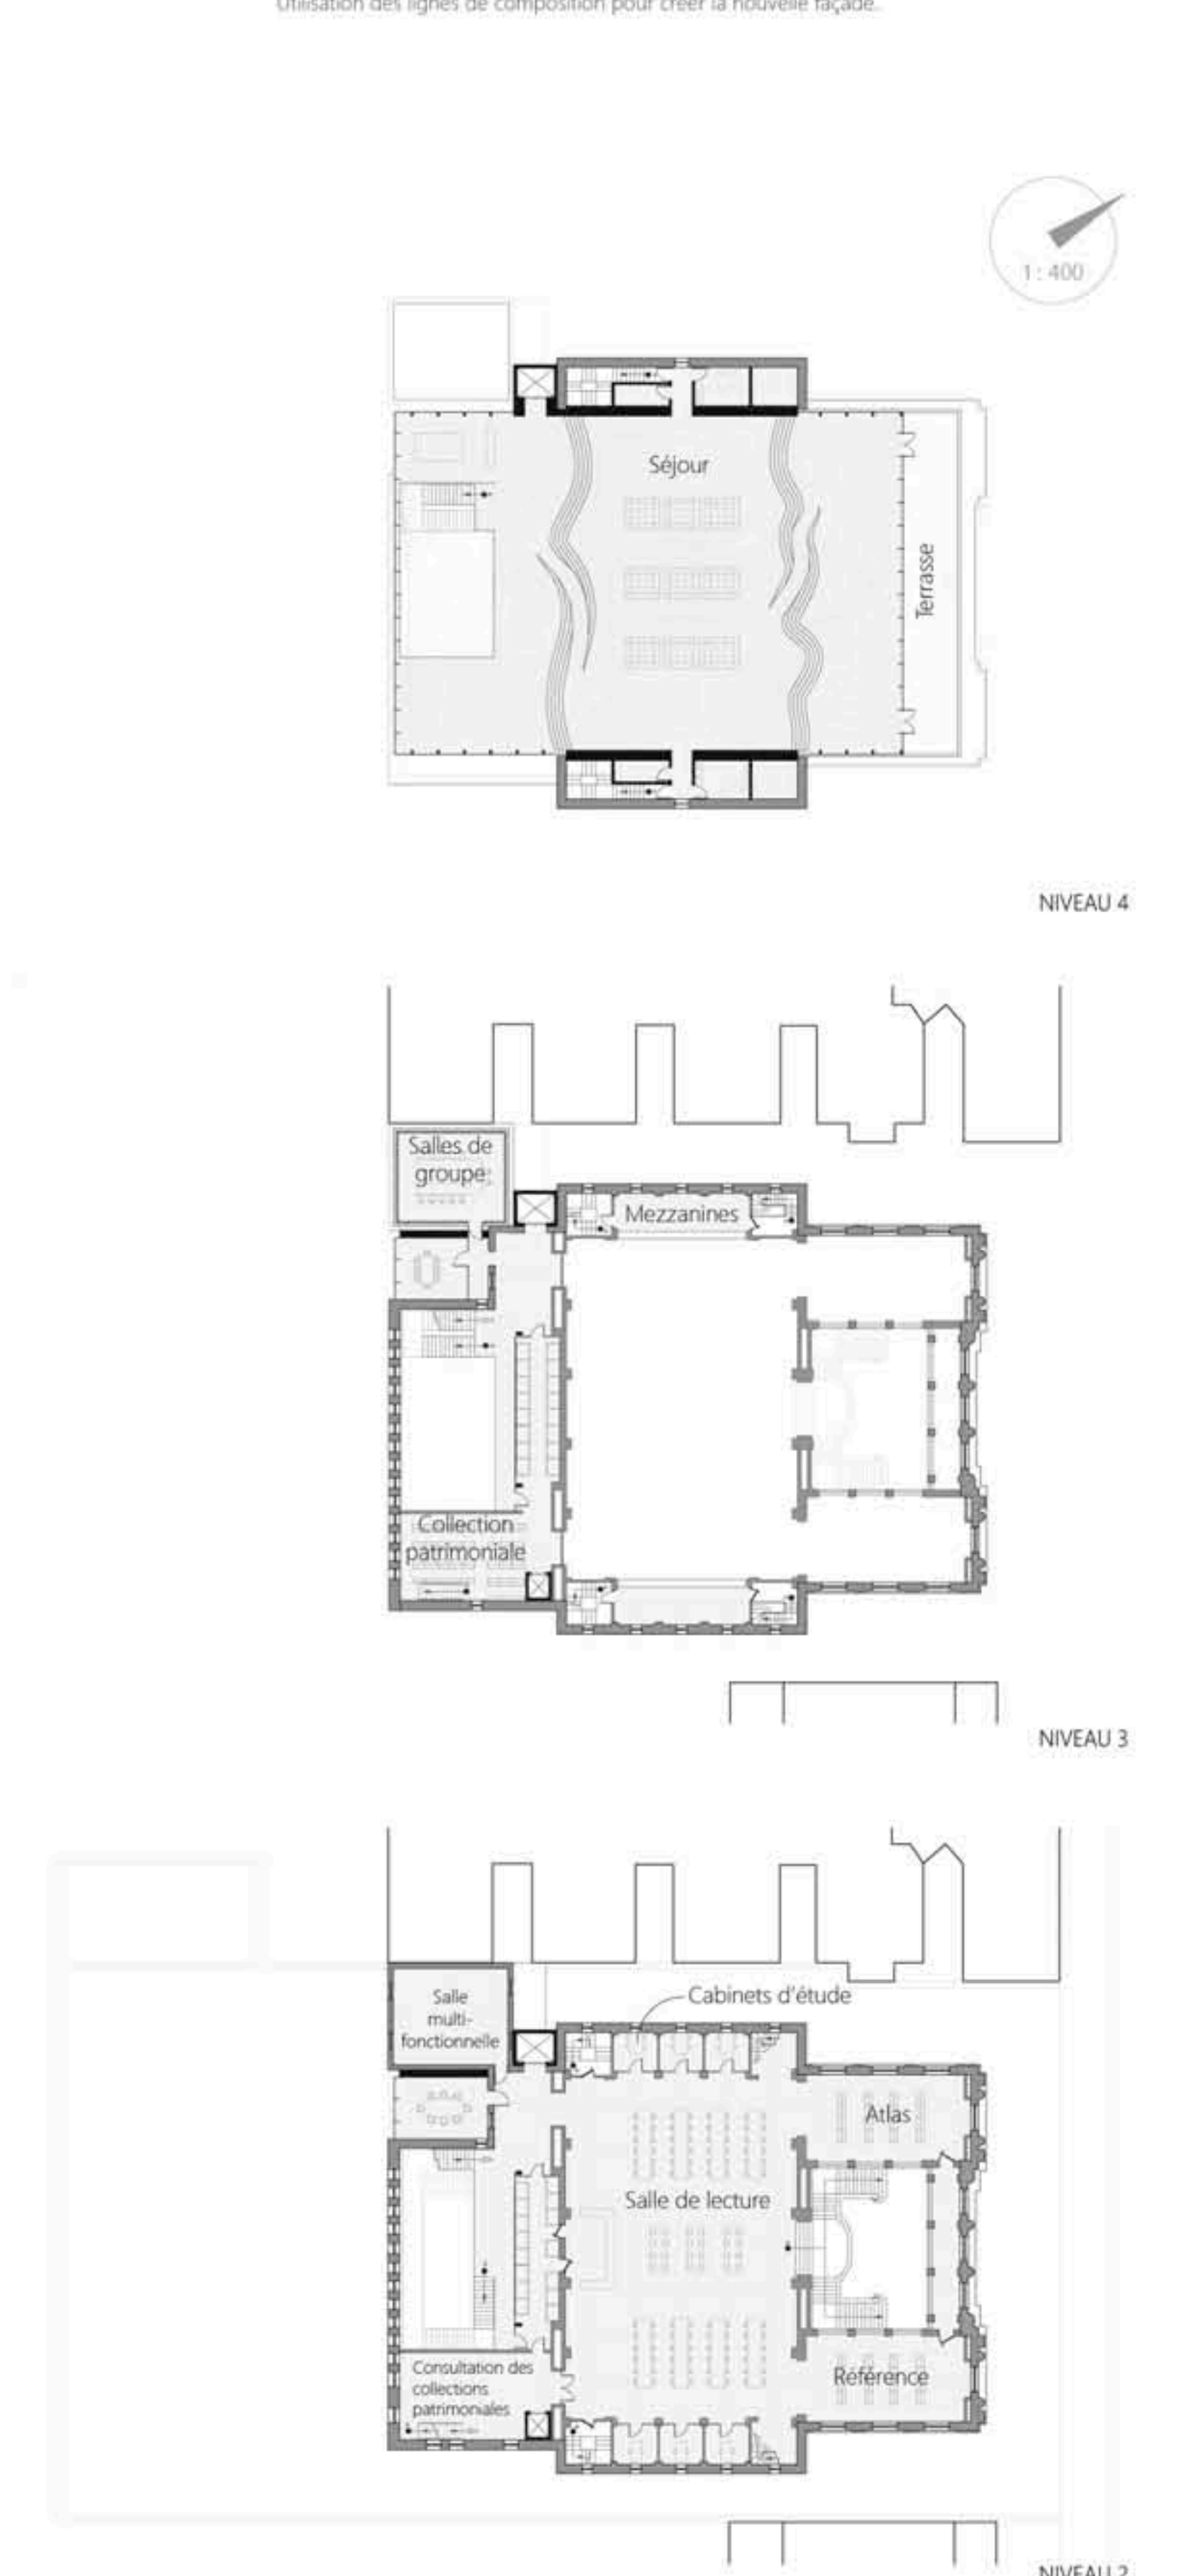 Utilisation des lignes de composition pour créer la nouvelle façade.
1 : 400
Séjour
Terrasse
NIVEAU 4
Salles de
groupe
Mezzanines
Collection
patrimoniale
NIVEAU 3
Cabinets d'étude
Salle
multi-
fonctionnelle
Atlas
Salle de lecture
Référence
Consultation des
collections
patrimoniales
NIVEAU 2